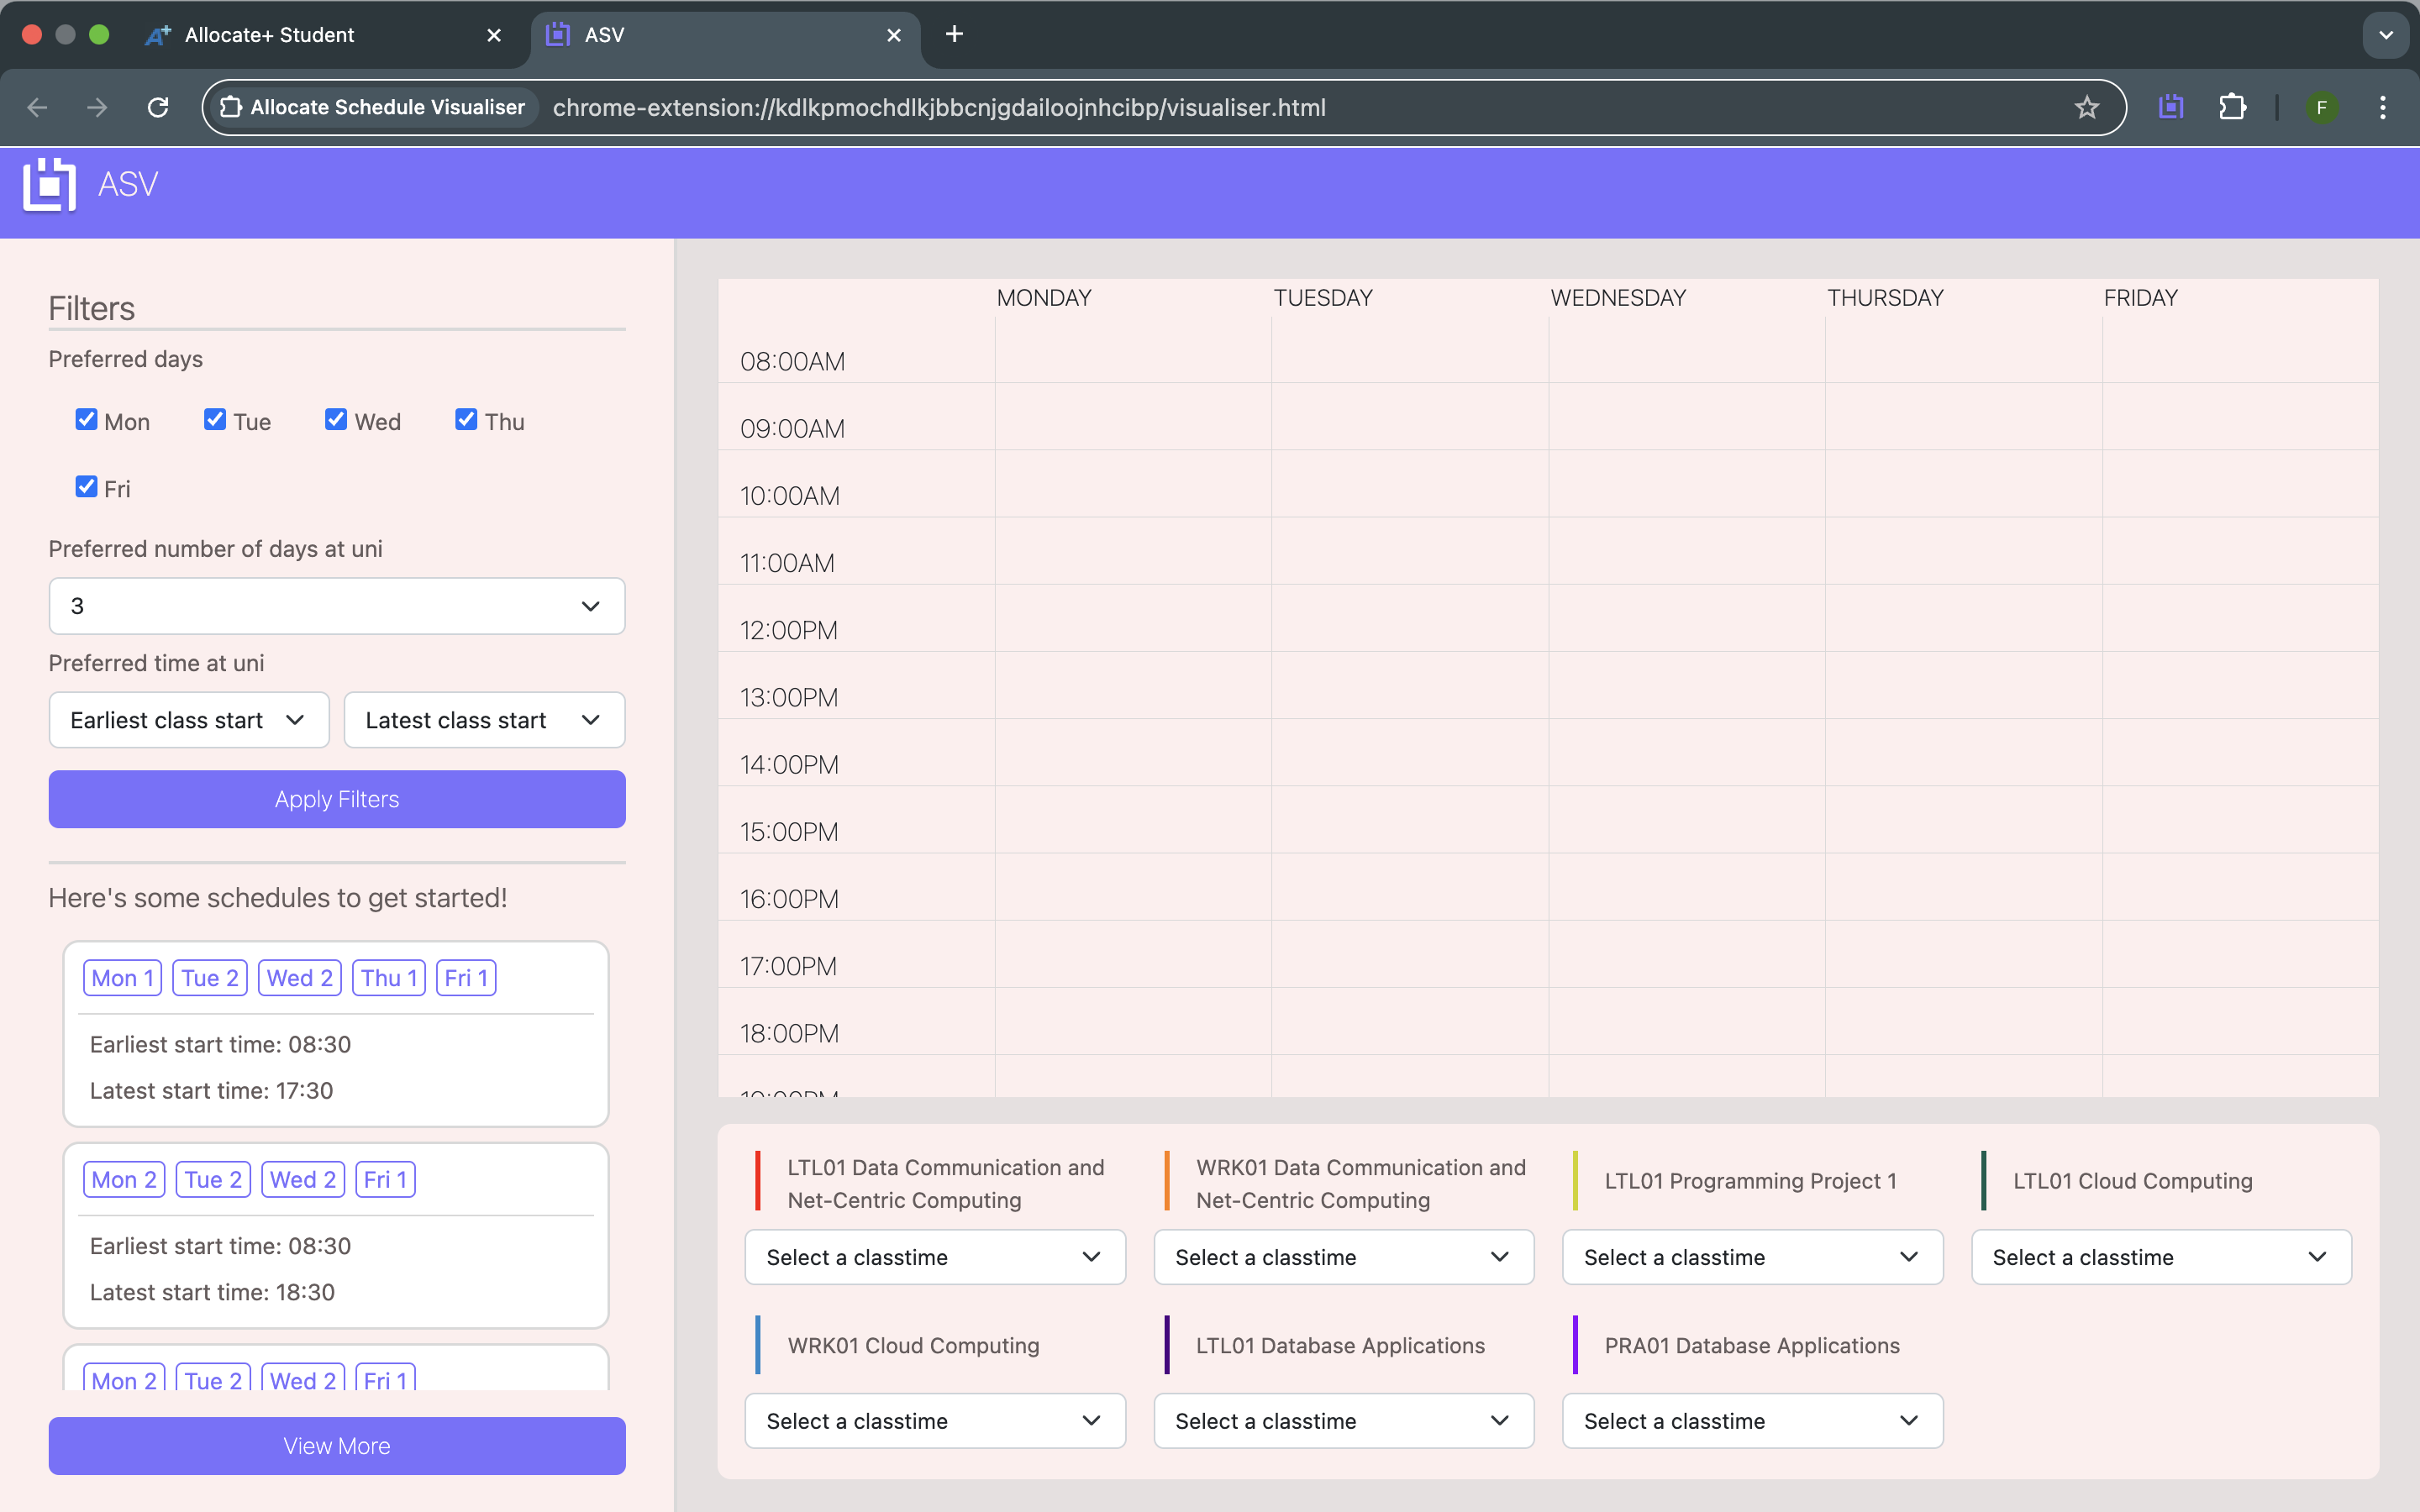 Allocate+ Student
ASV
Allocate Schedule Visualiser
chrome-extension://kdlkpmochdlkjbbcnjgdailoojnhcibp/visualiser.html
F
ASV
Filters
Preferred days
Mon Tue Wed Thu
Fri
Preferred number of days at uni
3
Preferred time at uni
Earliest class start Latest class start
Apply Filters
Here's some schedules to get started!
Mon 1 Tue 2 Wed 2 Thu 1 Fri 1
Earliest start time: 08:30
Latest start time: 17:30
Mon 2 Tue 2 Wed 2 Fri 1
Earliest start time: 08:30
Latest start time: 18:30
Mon 2 Tue 2 Wed 2 Fri 1
View More
MONDAY TUESDAY WEDNESDAY THURSDAY FRIDAY
08:00AM
09:00AM
10:00AM
11:00AM
12:00PM
13:00PM
14:00PM
15:00PM
16:00PM
17:00PM
18:00PM
19:00PM
LTL01 Data Communication and
Net-Centric Computing
Select a classtime
WRK01 Data Communication and
Net-Centric Computing
Select a classtime
LTL01 Programming Project 1
Select a classtime
LTL01 Cloud Computing
Select a classtime
WRK01 Cloud Computing
Select a classtime
LTL01 Database Applications
Select a classtime
PRA01 Database Applications
Select a classtime